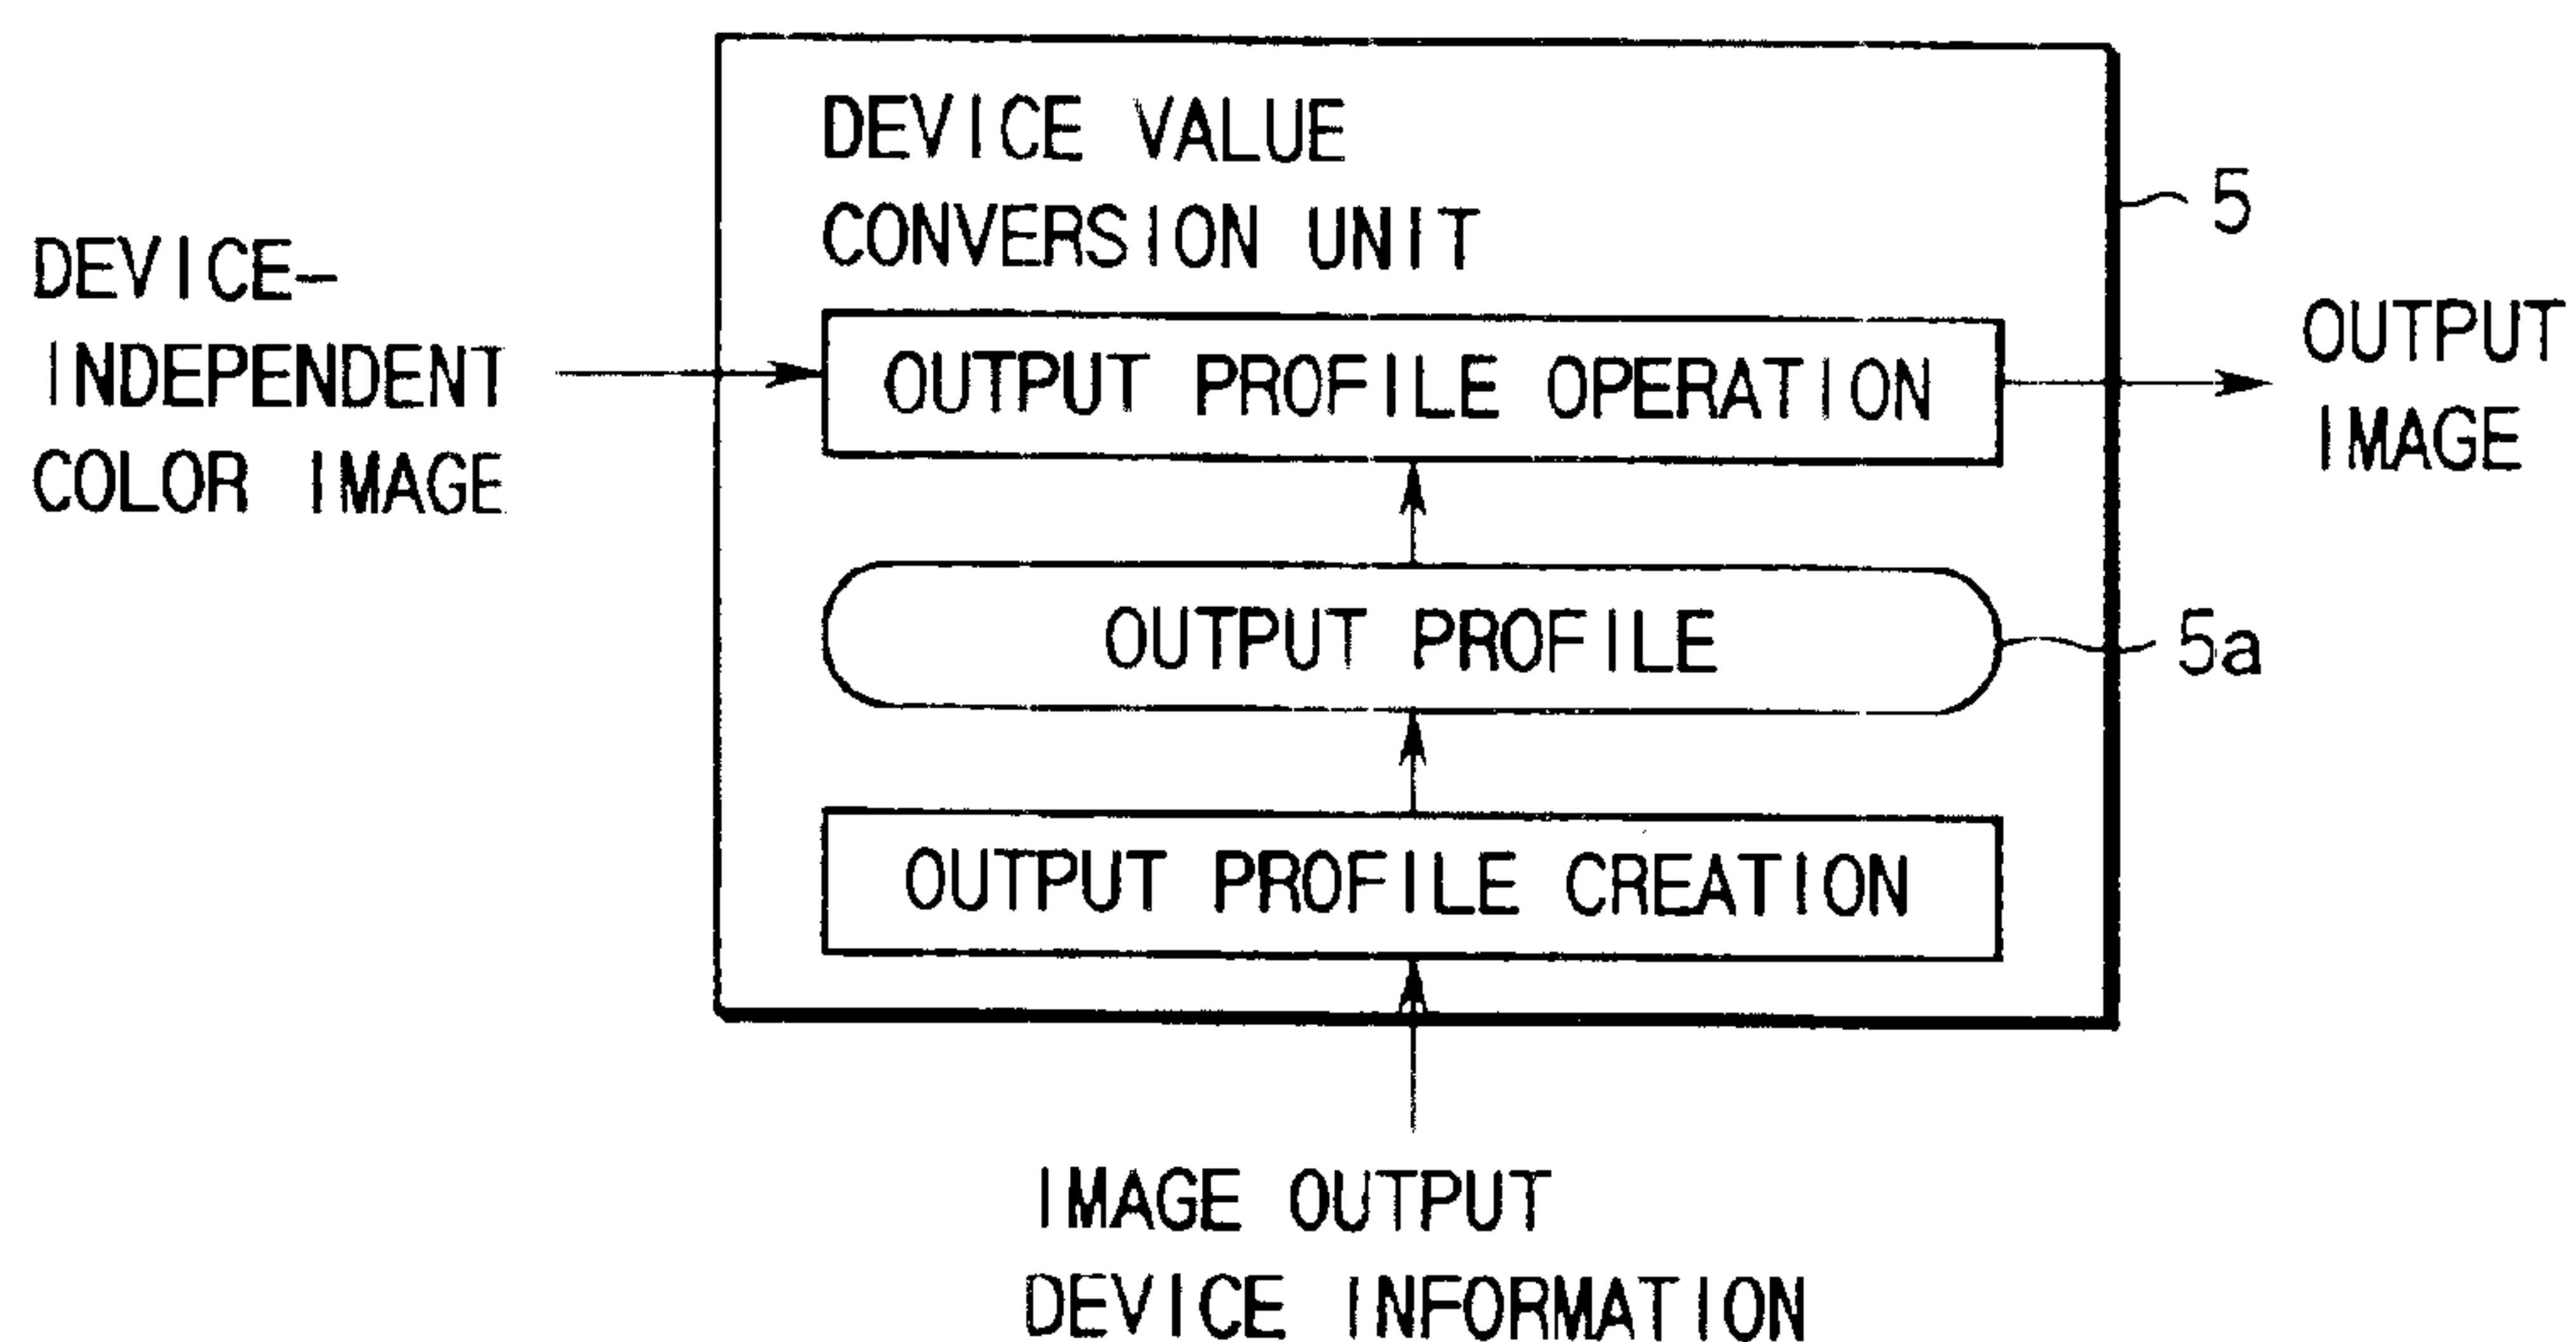 DEVICE VALUE
CONVERSION UNIT
5
DEVICE-
INDEPENDENT
COLOR IMAGE
OUTPUT PROFILE OPERATION
OUTPUT
IMAGE
OUTPUT PROFILE
5a
OUTPUT PROFILE CREATION
IMAGE OUTPUT
DEVICE INFORMATION